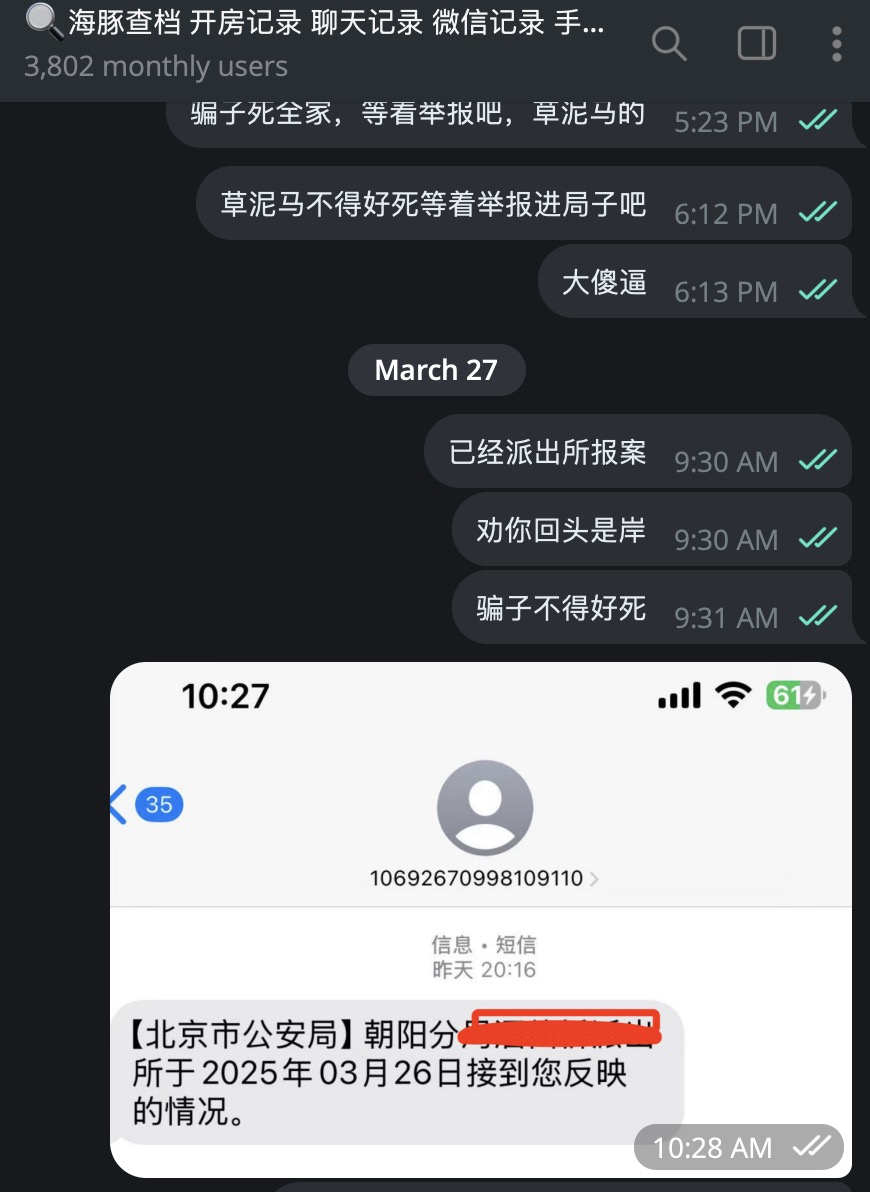 海豚查档 开房记录 聊天记录 微信记录 手...
3,802 monthly users
骗子死全家，等着举报吧，草泥马的 5:23 PM
草泥马不得好死等着举报进局子吧 6:12 PM
大傻逼 6:13 PM
March 27
已经派出所报案 9:30 AM
劝你回头是岸 9:30 AM
骗子不得好死 9:31 AM
10:27 61
35
10692670998109110
信息・短信
昨天 20:16
【北京市公安局】朝阳分
所于2025年03月26日接到您反映
的情况。
10:28 AM